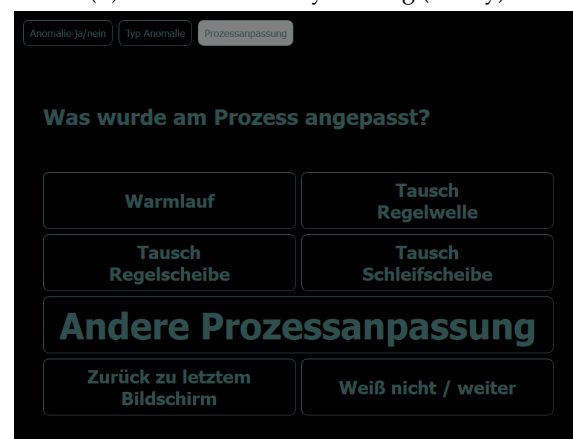 Anomalie Ja/nein Typ Anomalie Prozessanpassung
Was wurde am Prozess angepasst?
Warmlauf
Tausch
Regelwelle
Tausch
Regelscheibe
Tausch
Schleifscheibe
Andere Prozessanpassung
Zurück zu letztem
Bildschirm
Weiß nicht / weiter